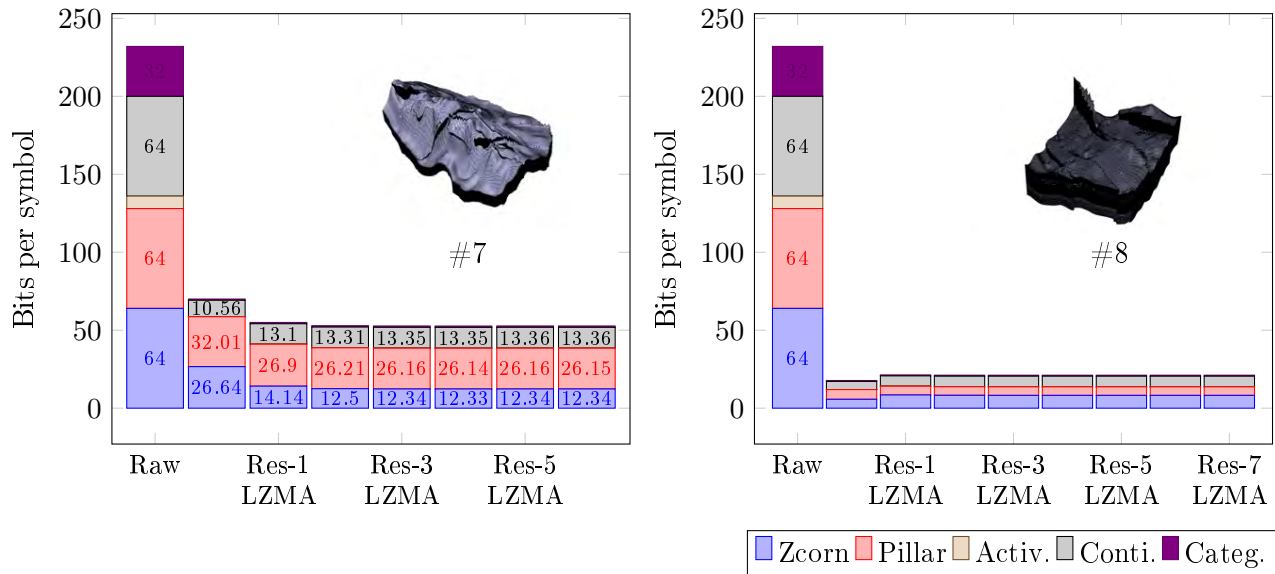 250
200
150
100
50
0
Bits per symbol
32
64
64
64
10.56
32.01
26.64
13.1
26.9
14.14
13.31
26.21
12.5
13.35
26.16
12.34
13.35
26.14
12.33
13.36
26.16
12.34
13.36
26.15
12.34
#7
Raw
Res-1
LZMA
Res-3
LZMA
Res-5
LZMA
250
200
150
100
50
0
Bits per symbol
32
64
64
64
#8
Raw
Res-1
LZMA
Res-3
LZMA
Res-5
LZMA
Res-7
LZMA
Zcorn Pillar Activ. Conti. Categ.